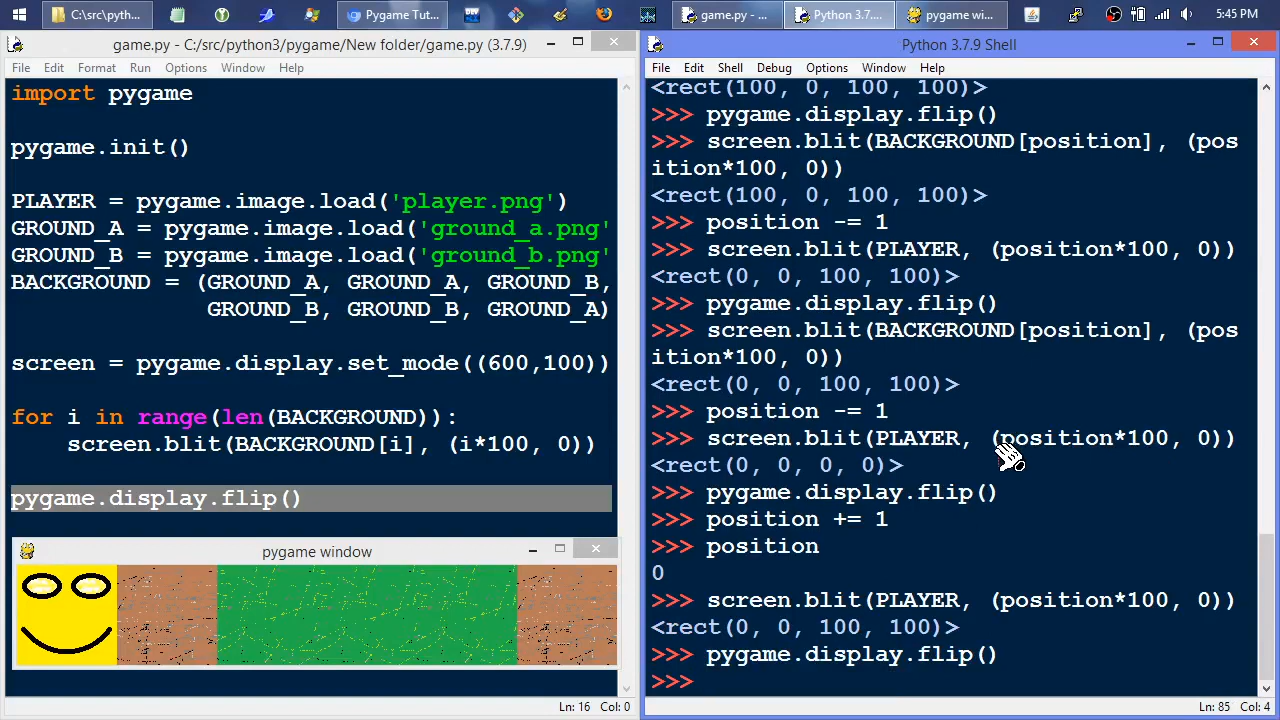 C:\src\python...
Pygame Tut...
game.py - ...
Python 3.7....
pygame win...
5:45 PM
game.py - C:/src/python3/pygame/New folder/game.py (3.7.9)
File Edit Format Run Options Window Help
import pygame
pygame.init()
PLAYER = pygame.image.load('player.png')
GROUND_A = pygame.image.load('ground_a.png'
GROUND_B = pygame.image.load('ground_b.png'
BACKGROUND = (GROUND_A, GROUND_A, GROUND_B,
GROUND_B, GROUND_B, GROUND_A)
screen = pygame.display.set_mode((600,100))
for i in range(len(BACKGROUND)):
screen.blit(BACKGROUND[i], (i*100, 0))
pygame.display.flip()
pygame window
Ln: 16 Col: 0
Python 3.7.9 Shell
File Edit Shell Debug Options Window Help
<rect(100, 0, 100, 100)>
>>> pygame.display.flip()
>>> screen.blit(BACKGROUND[position], (pos
ition*100, 0))
<rect(100, 0, 100, 100)>
>>> position -= 1
>>> screen.blit(PLAYER, (position*100, 0))
<rect(0, 0, 100, 100)>
>>> pygame.display.flip()
>>> screen.blit(BACKGROUND[position], (pos
ition*100, 0))
<rect(0, 0, 100, 100)>
>>> position -= 1
>>> screen.blit(PLAYER, (position*100, 0))
<rect(0, 0, 0, 0)>
>>> pygame.display.flip()
>>> position += 1
>>> position
0
>>> screen.blit(PLAYER, (position*100, 0))
<rect(0, 0, 100, 100)>
>>> pygame.display.flip()
>>>
Ln: 85 Col: 4